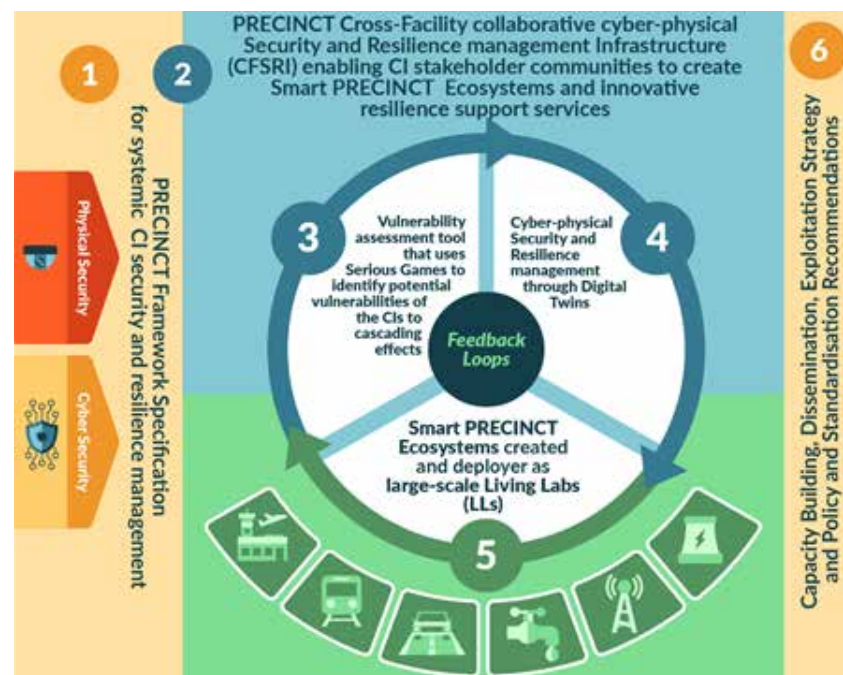 1
PRECINCT Framework Specification
for systemic CI security and resilience management
Physical Security
Cyber Security
2
PRECINCT Cross-Facility collaborative cyber-physical
Security and Resilience management Infrastructure
(CFSRI) enabling CI stakeholder communities to create
Smart PRECINCT Ecosystems and innovative
resilience support services
3
Vulnerability
assessment tool
that uses
Serious Games to
identify potential
vulnerabilities of
the CIs to
cascading
effects
4
Cyber-physical
Security and
Resilience
management
through Digital
Twins
Feedback
Loops
Smart PRECINCT
Ecosystems created
and deployer as
large-scale Living Labs
(LLs)
5
6
Capacity Building, Dissemination, Exploitation Strategy
and Policy and Standardisation Recommendations